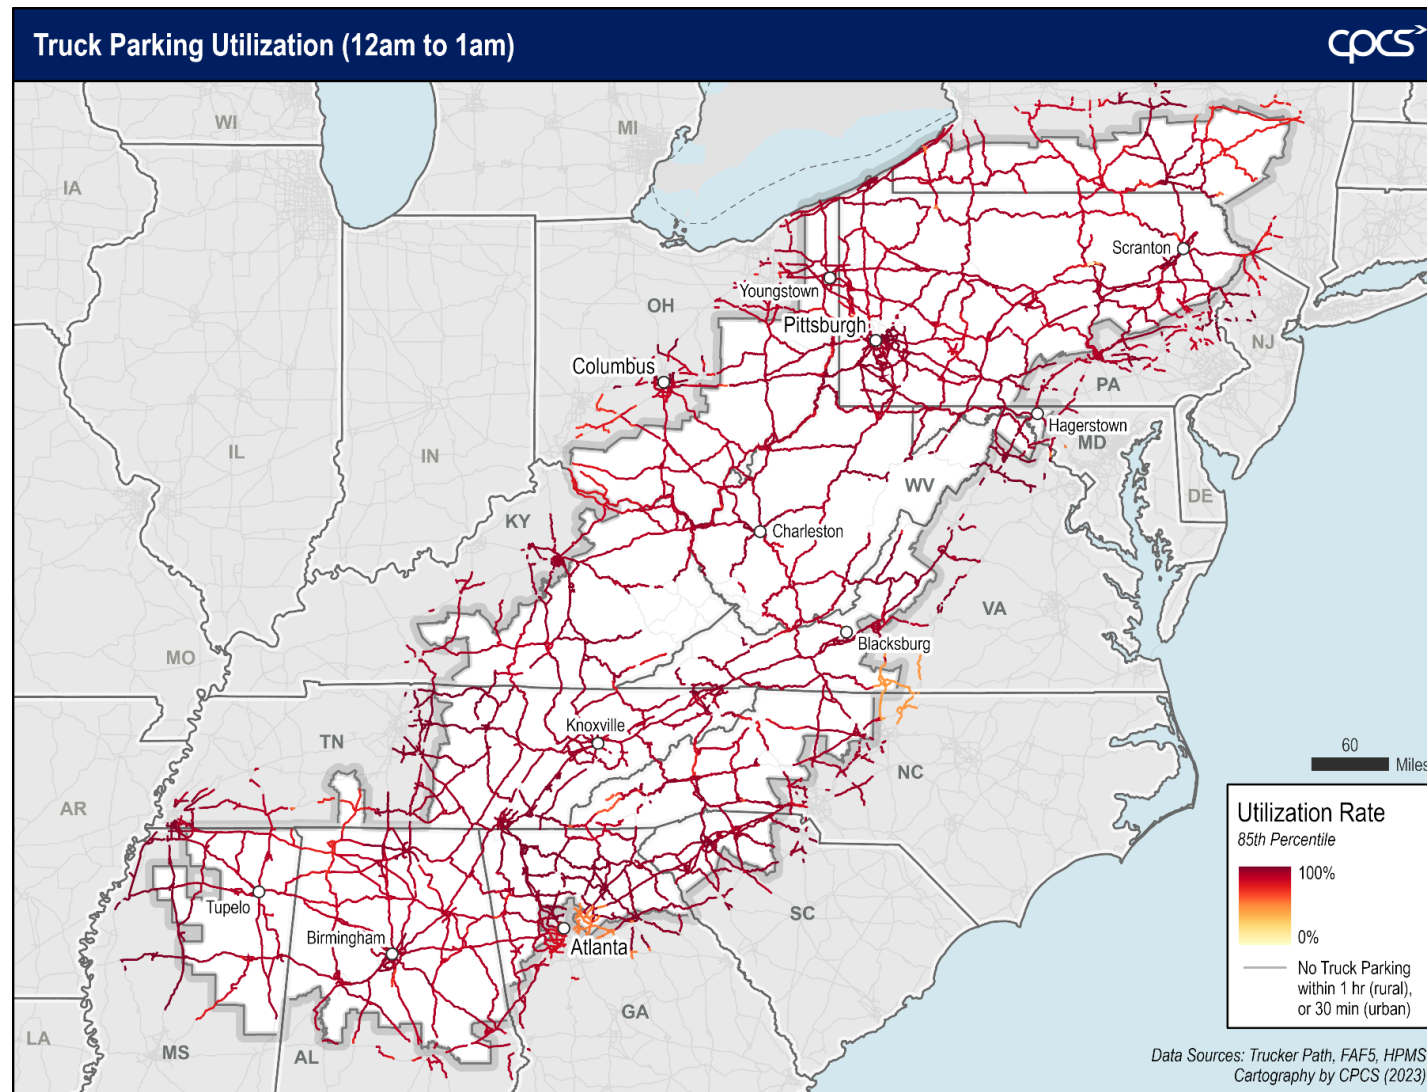 Truck Parking Utilization (12am to 1am)
cpcs
WI
MI
IA
Scranton
Youngstown
OH
Pittsburgh
NJ
Columbus
PA
Hagerstown
MD
IL
IN
WV
DE
KY
Charleston
VA
Blacksburg
MO
Knoxville
TN
NC
60
Miles
AR
Tupelo
SC
Birmingham
Atlanta
GA
LA
MS
AL
Utilization Rate
85th Percentile
100%
0%
No Truck Parking
within 1 hr (rural),
or 30 min (urban)
Data Sources: Trucker Path, FAF5, HPMS
Cartography by CPCS (2023)